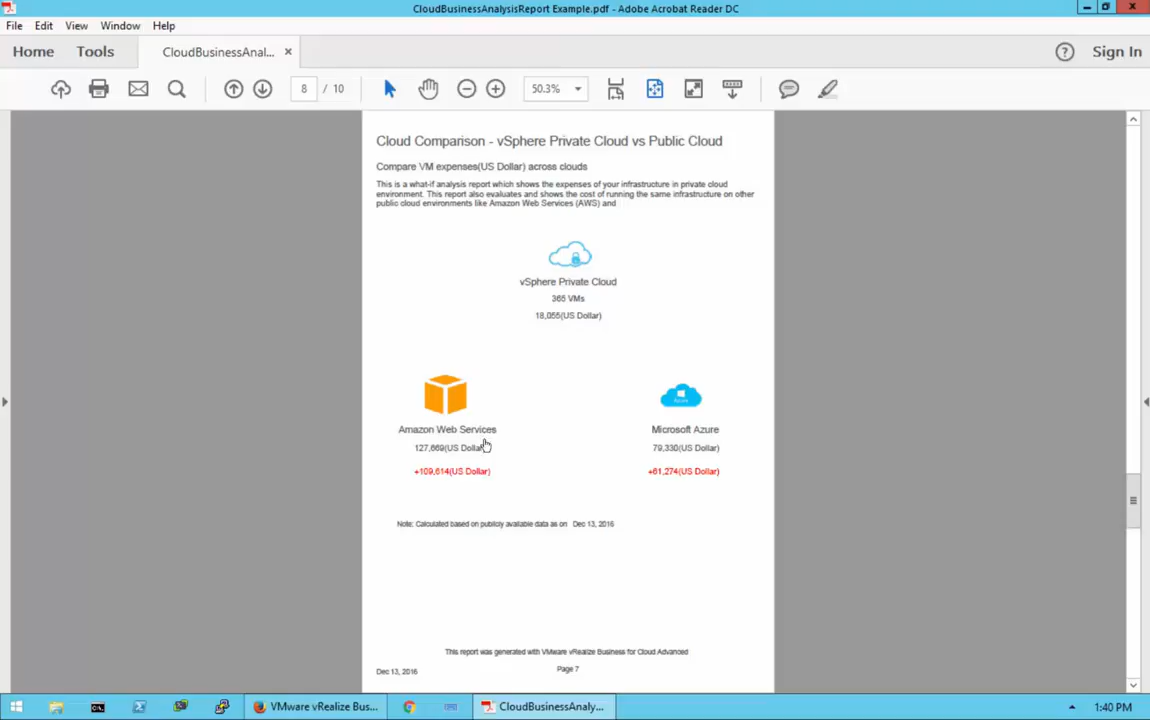 CloudBusinessAnalysisReport Example.pdf - Adobe Acrobat Reader DC
File Edit View Window Help
Home Tools CloudBusinessAnal... × Sign In
8 / 10 50.3%
Cloud Comparison - vSphere Private Cloud vs Public Cloud
Compare VM expenses(US Dollar) across clouds
This is a what-if analysis report which shows the expenses of your infrastructure in private cloud
environment. This report also evaluates and shows the cost of running the same infrastructure on other
public cloud environments like Amazon Web Services (AWS) and
vSphere Private Cloud
365 VMs
18,055(US Dollar)
Azure
Amazon Web Services Microsoft Azure
127,669(US Dollar) 79,330(US Dollar)
+109,614(US Dollar) +61,274(US Dollar)
Note: Calculated based on publicly available data as on Dec 13, 2016
This report was generated with VMware vRealize Business for Cloud Advanced
Dec 13, 2016 Page 7
VMware vRealize Bus... CloudBusinessAnaly... 1:40 PM